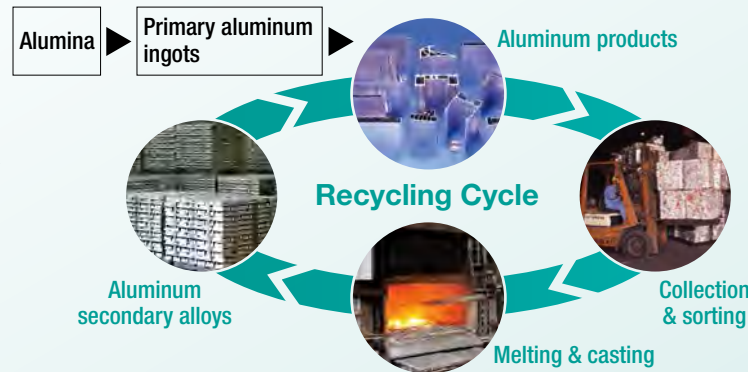 Alumina
Primary aluminum
ingots
Aluminum products
Recycling Cycle
Aluminum
secondary alloys
Collection
& sorting
Melting & casting